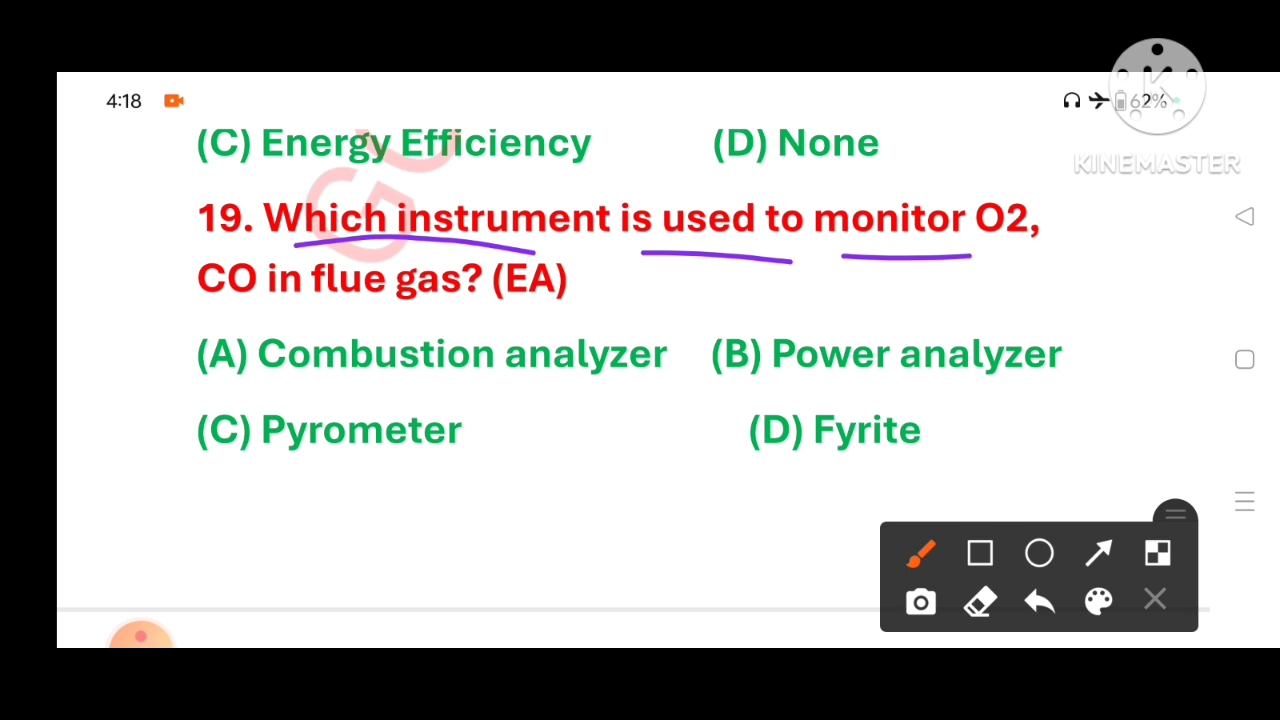 4:18 62%
KINEMASTER
(C) Energy Efficiency (D) None
19. Which instrument is used to monitor O2,
CO in flue gas? (EA)
(A) Combustion analyzer (B) Power analyzer
(C) Pyrometer (D) Fyrite